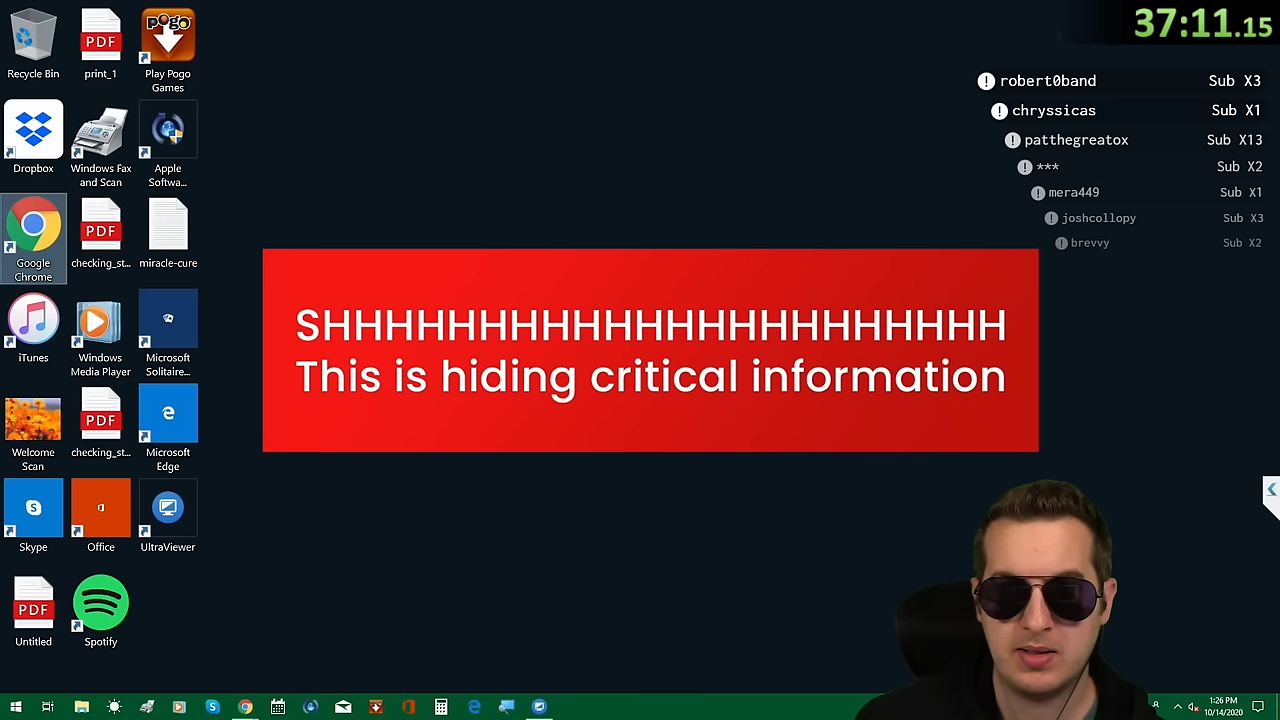 37:11.15
Recycle Bin
print_1
Play Pogo
Games
pogo
PDF
Dropbox
Windows Fax
and Scan
Apple
Softwa...
Google
Chrome
PDF
checking_st...
miracle-cure
iTunes
Windows
Media Player
Microsoft
Solitaire...
Welcome
Scan
PDF
checking_st...
Microsoft
Edge
Skype
Office
UltraViewer
PDF
Untitled
Spotify
robert0band Sub X3
chryssicas Sub X1
patthegreatox Sub X13
*** Sub X2
mera449 Sub X1
joshcollopy Sub X3
brevvy Sub X2
SHHHHHHHHHHHHHHHHHHHHHH
This is hiding critical information
1:26 PM
10/14/2020